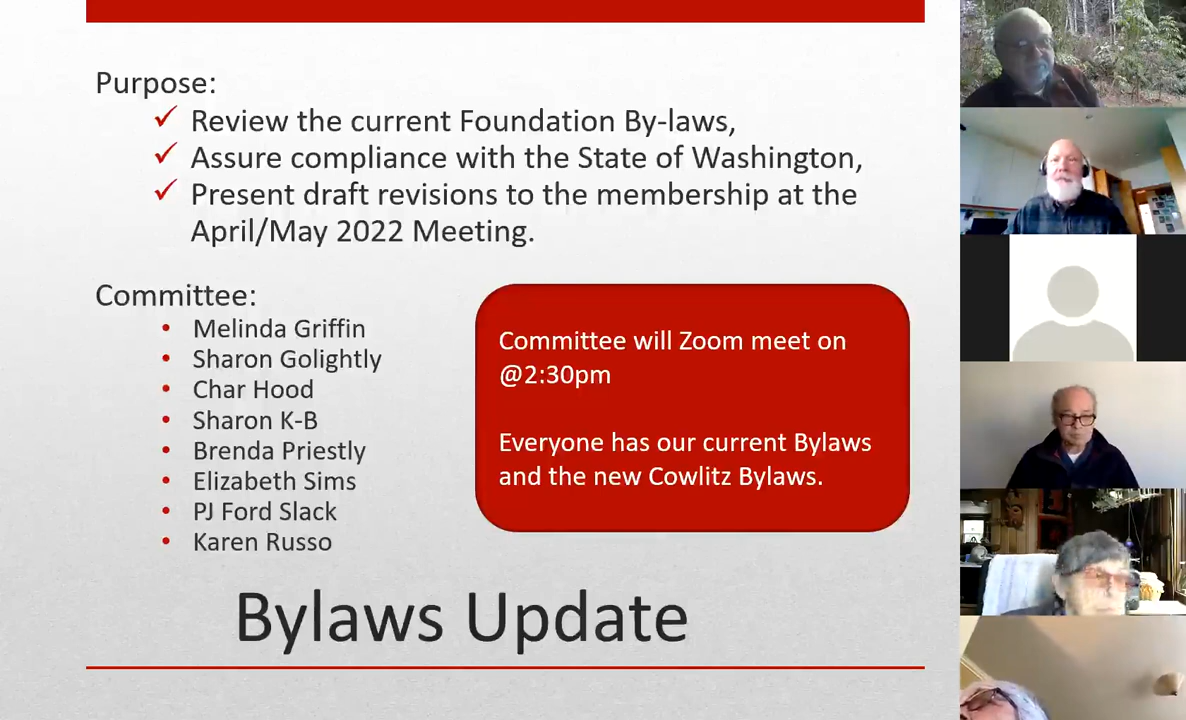 Purpose:
✓ Review the current Foundation By-laws,
✓ Assure compliance with the State of Washington,
✓ Present draft revisions to the membership at the
April/May 2022 Meeting.
Committee:
• Melinda Griffin
• Sharon Golightly
• Char Hood
• Sharon K-B
• Brenda Priestly
• Elizabeth Sims
• PJ Ford Slack
• Karen Russo
Committee will Zoom meet on
@2:30pm
Everyone has our current Bylaws
and the new Cowlitz Bylaws.
Bylaws Update